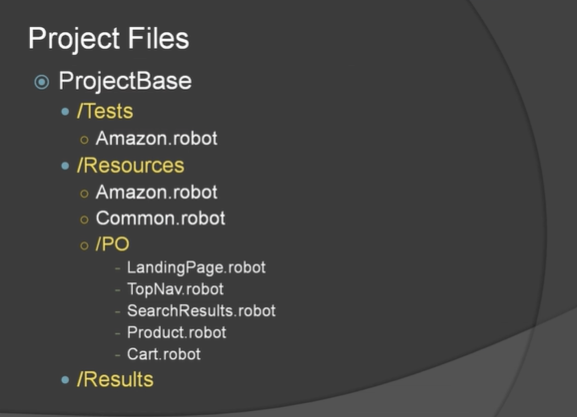 Project Files
ProjectBase
/Tests
Amazon.robot
/Resources
Amazon.robot
Common.robot
/PO
LandingPage.robot
TopNav.robot
SearchResults.robot
Product.robot
Cart.robot
/Results